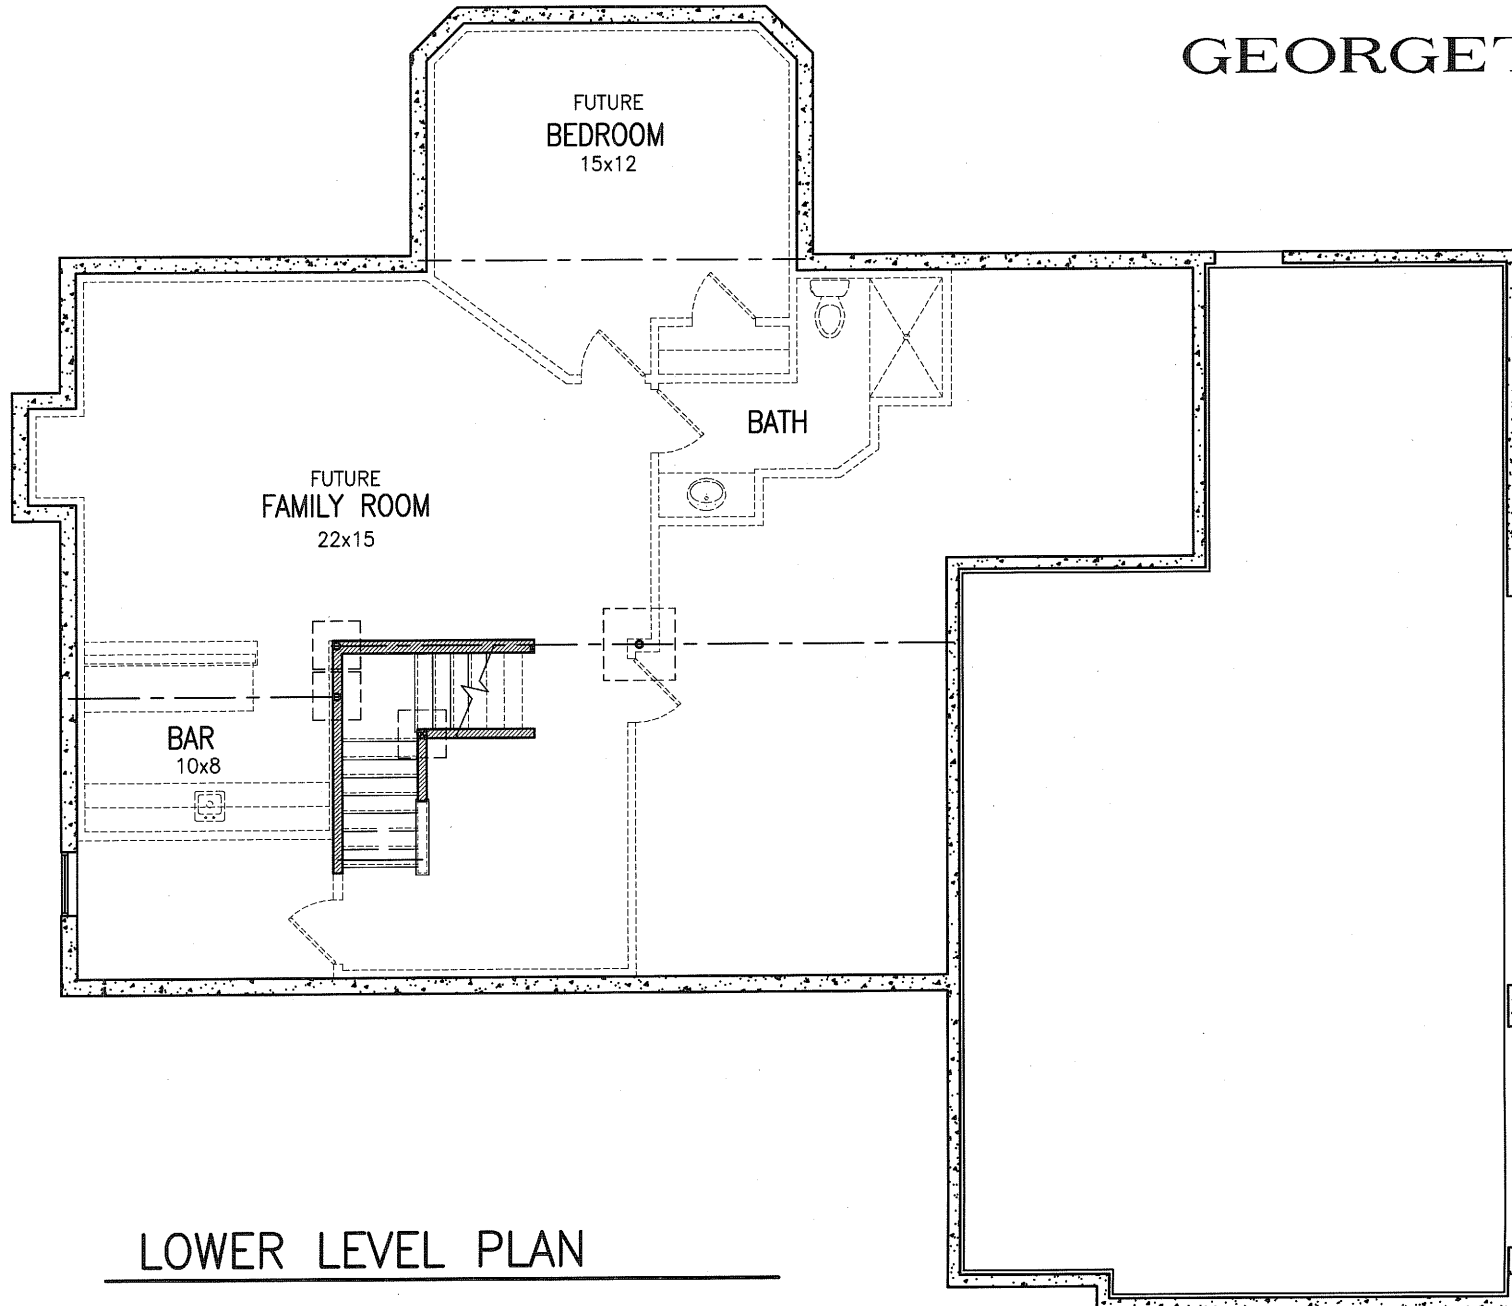 GEORGET
FUTURE
BEDROOM
15x12
BATH
FUTURE
FAMILY ROOM
22x15
BAR
10x8
LOWER LEVEL PLAN